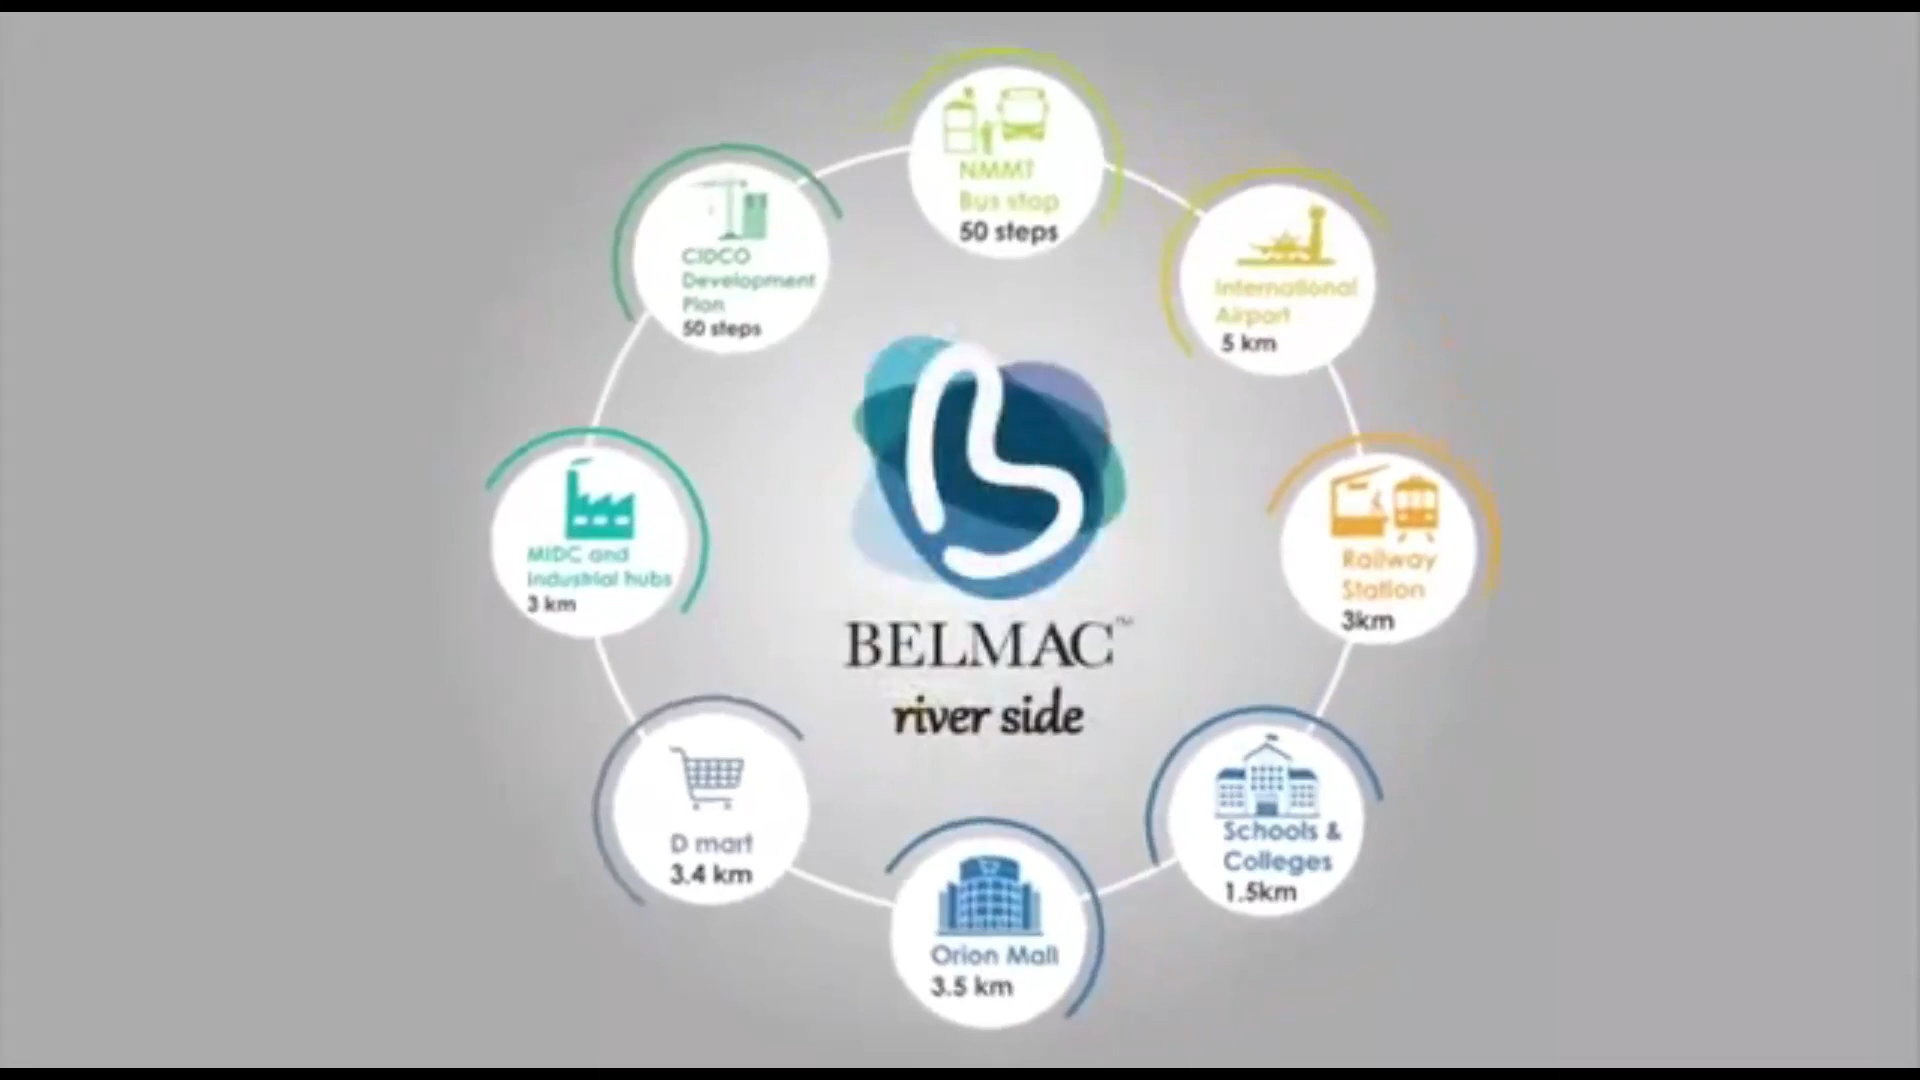 NMMT
Bus stop
50 steps
International
Airport
5 km
Railway
Station
3km
Schools &
Colleges
1.5km
Orion Mall
3.5 km
D mart
3.4 km
MIDC and
industrial hubs
3 km
CIDCO
Development
Plan
50 steps
BELMAC™
river side